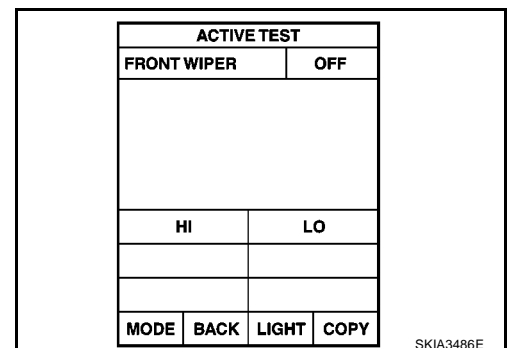 ACTIVE TEST
FRONT WIPER OFF
HI LO
MODE BACK LIGHT COPY
SKIA3486E